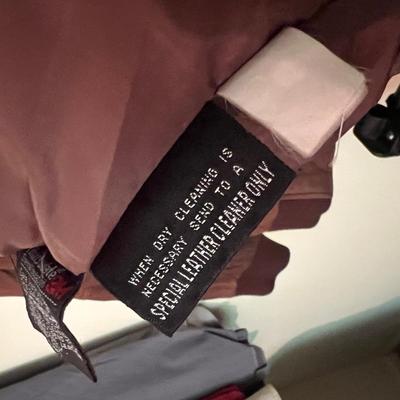 WHEN DRY CLEANING IS
NECESSARY SEND TO A
SPECIAL LEATHER CLEANER ONLY